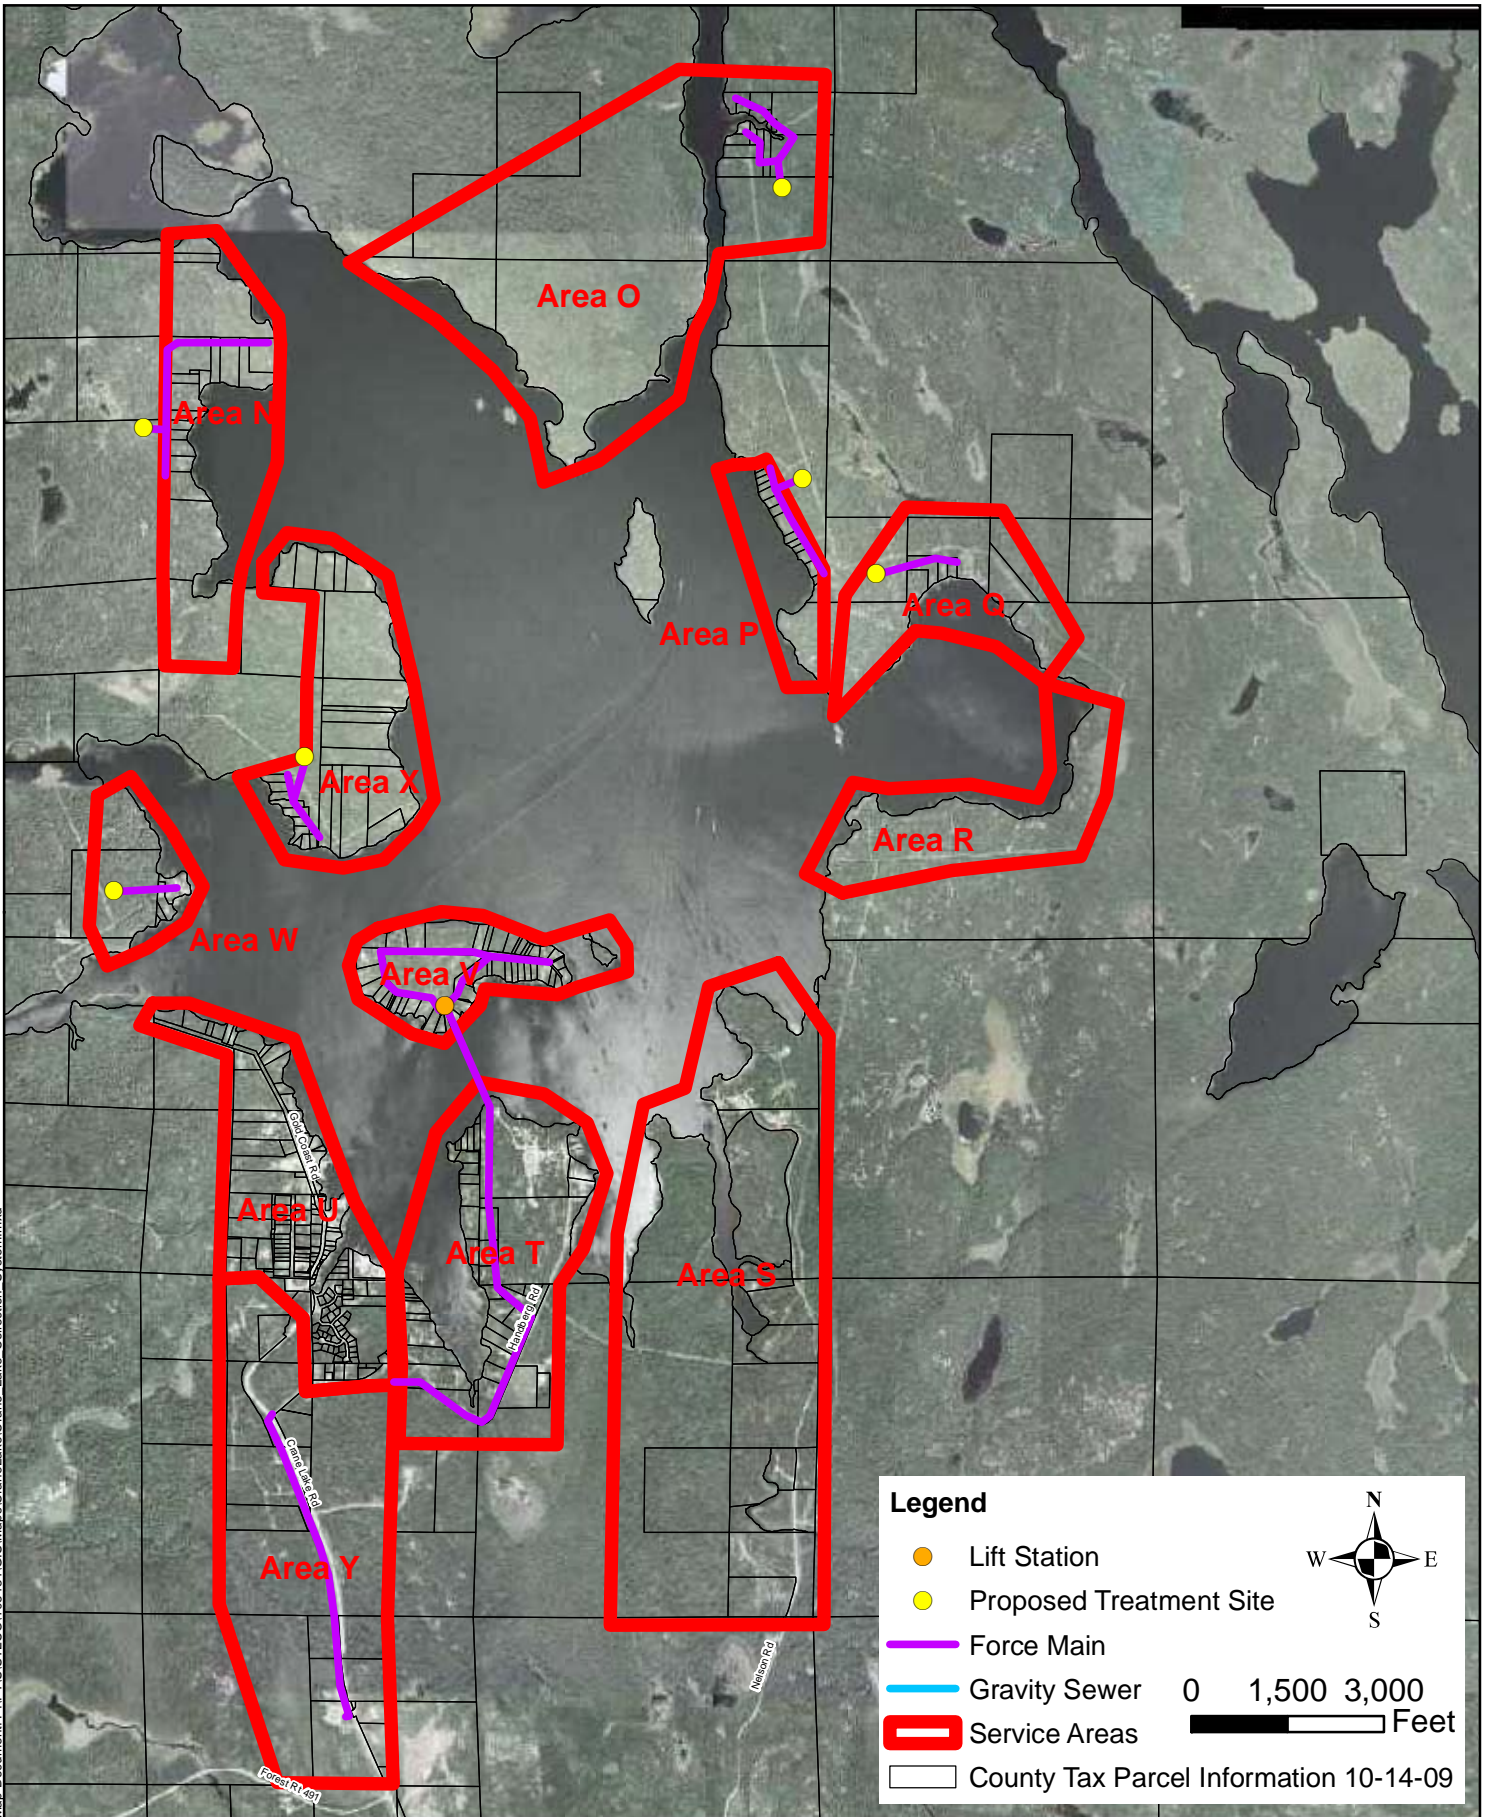 Area O
Area N
Area Q
Area P
Area X
Area R
Area W
Area V
Gold Coast Rd
Area U
Area T
Area S
Handberg Rd
Crane Lake Rd
Area Y
Nelson Rd
Forest Rt 491
Legend
Lift Station
Proposed Treatment Site
Force Main
Gravity Sewer
Service Areas
County Tax Parcel Information 10-14-09
N
W E
S
0 1,500 3,000
Feet